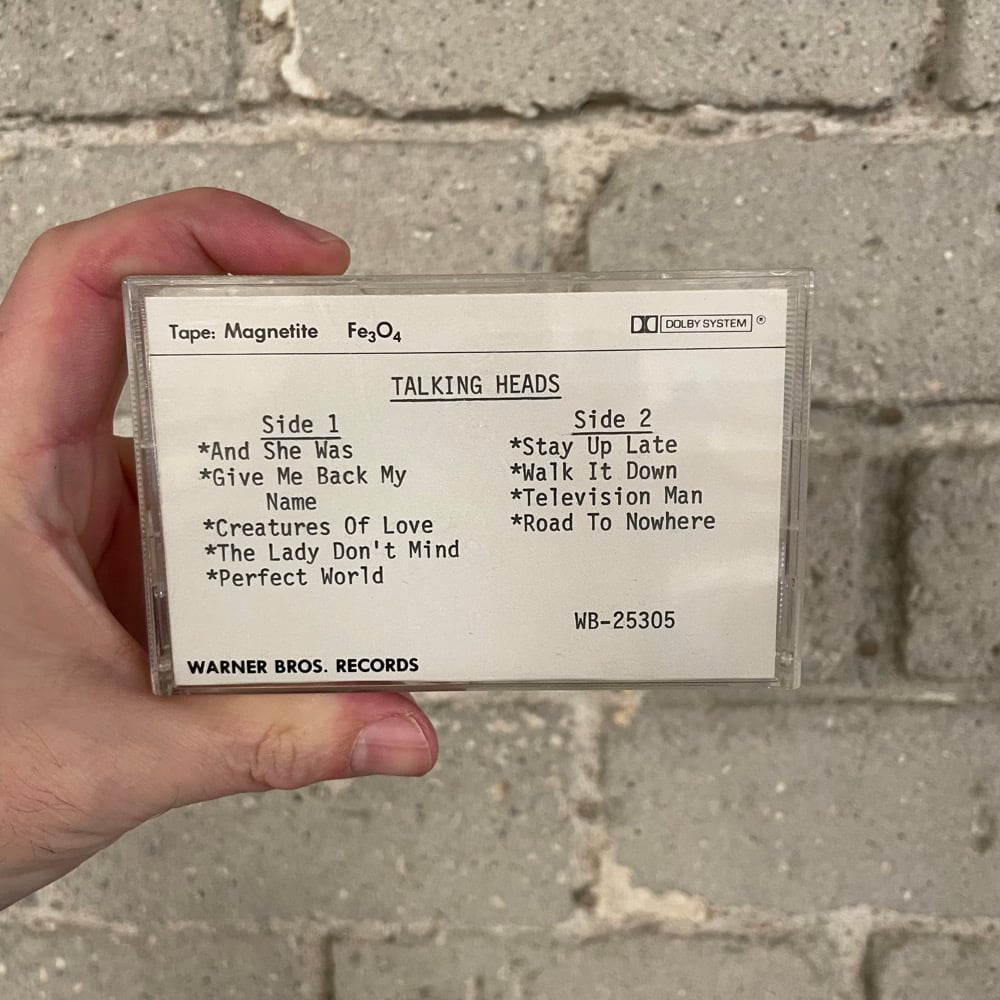 Tape: Magnetite Fe₃O₄
DOLBY SYSTEM ®
TALKING HEADS
Side 1
*And She Was
*Give Me Back My
Name
*Creatures Of Love
*The Lady Don't Mind
*Perfect World
Side 2
*Stay Up Late
*Walk It Down
*Television Man
*Road To Nowhere
WB-25305
WARNER BROS. RECORDS